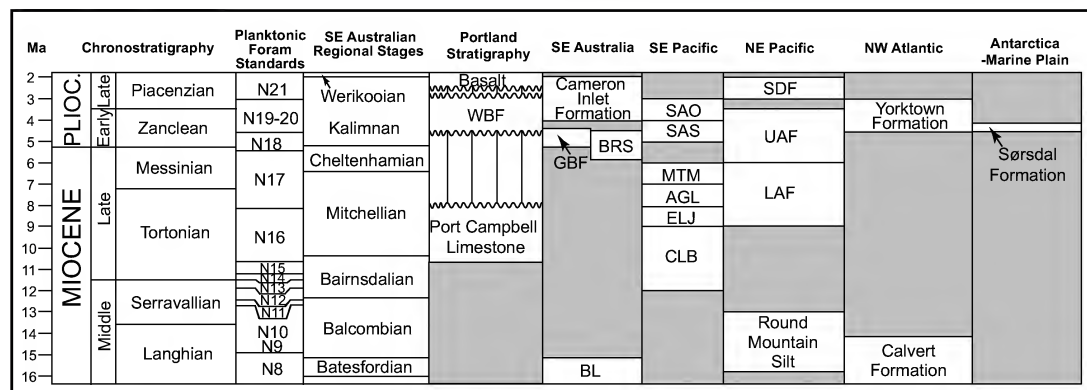 Ma
Chronostratigraphy
Planktonic
Foram
Standards
SE Australian
Regional Stages
Portland
Stratigraphy
SE Australia
SE Pacific
NE Pacific
NW Atlantic
Antarctica
-Marine Plain
2
3
4
5
6
7
8
9
10
11
12
13
14
15
16
PLIOC.
MIOCENE
Late
Early
Late
Middle
Piacenzian
Zanclean
Messinian
Tortonian
Serravallian
Langhian
N21
N19-20
N18
N17
N16
N15
N14
N13
N12
N11
N10
N9
N8
Werikooian
Kalimnan
Cheltenhamian
Mitchellian
Bairnsdalian
Balcombian
Batesfordian
Basalt
WBF
Port Campbell
Limestone
Cameron
Inlet
Formation
GBF
BRS
BL
SAO
SAS
MTM
AGL
ELJ
CLB
SDF
UAF
LAF
Round
Mountain
Silt
Yorktown
Formation
Calvert
Formation
Sørsdal
Formation